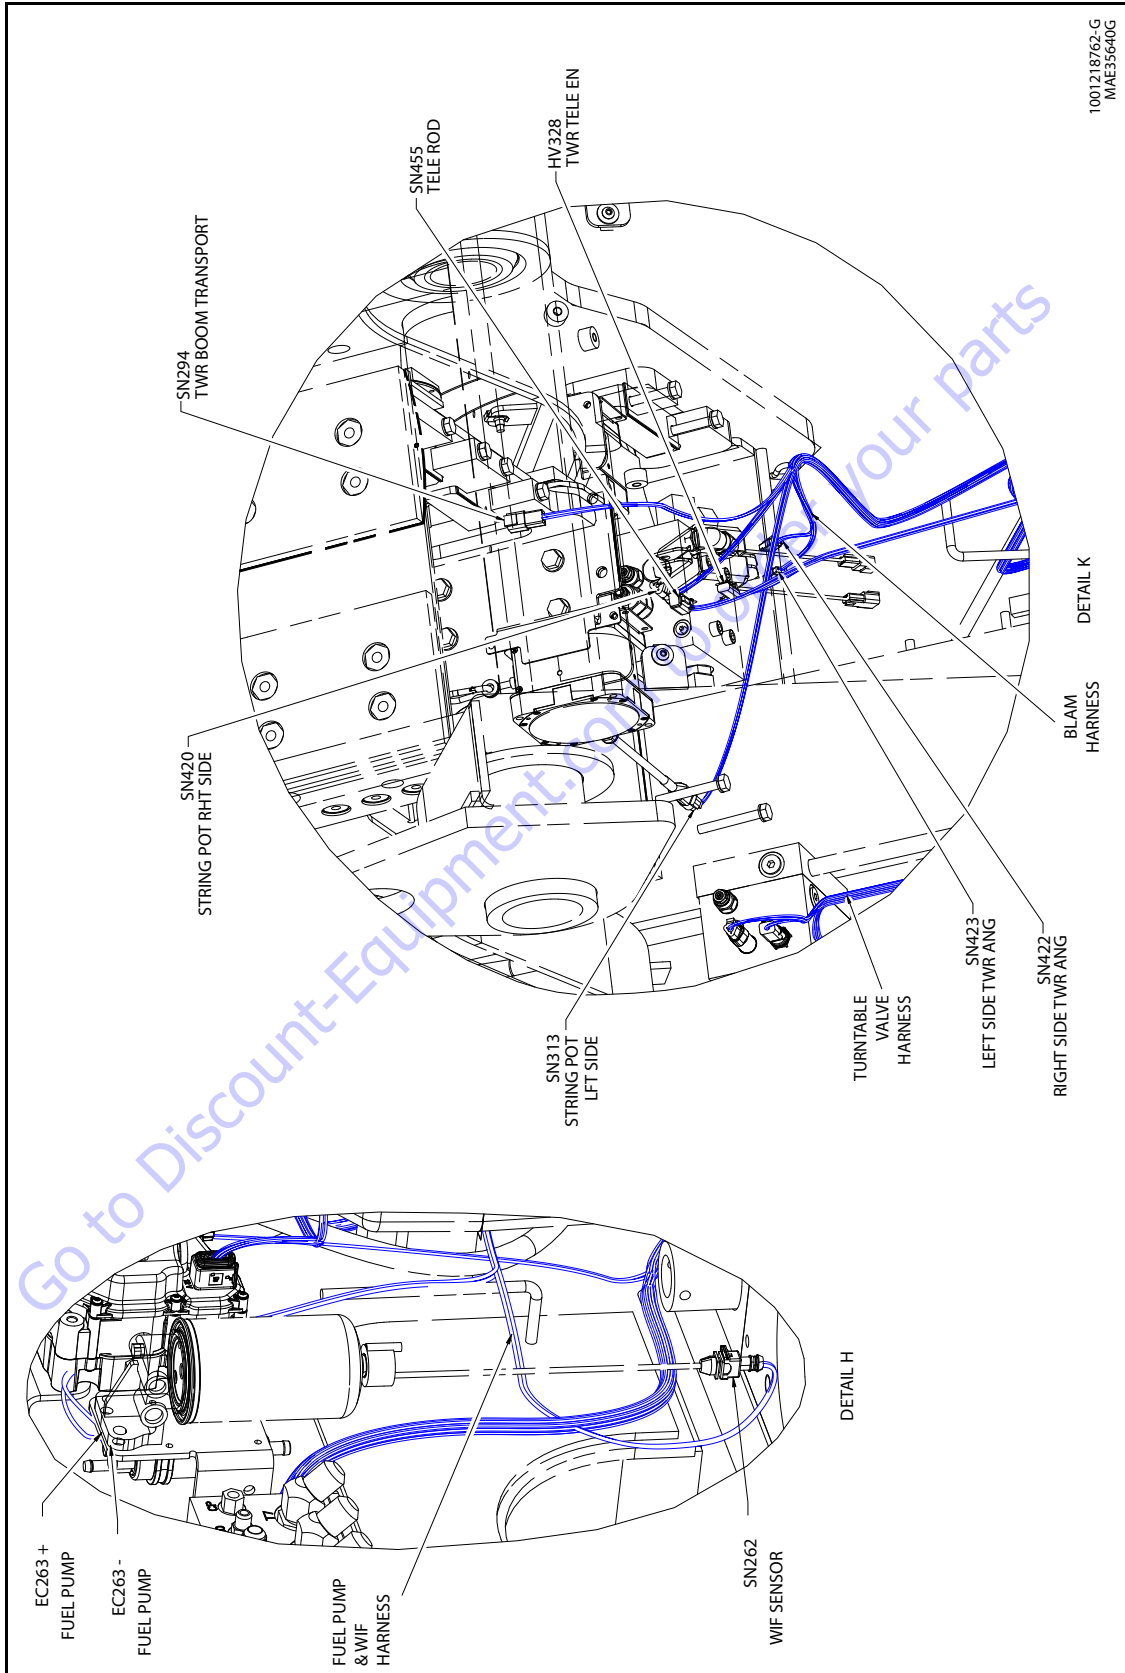 1001218762-G
MAE35640G
SN294
TWR BOOM TRANSPORT
SN455
TELE ROD
HV328
TWR TELE EN
SN420
STRING POT RHT SIDE
SN313
STRING POT
LFT SIDE
TURNTABLE
VALVE
HARNESS
SN423
LEFT SIDE TWR ANG
SN422
RIGHT SIDE TWR ANG
BLAM
HARNESS
DETAIL K
EC263 +
FUEL PUMP
EC263 -
FUEL PUMP
FUEL PUMP
& WIF
HARNESS
SN262
WIF SENSOR
DETAIL H
Go to Discount-Equipment.com to order your parts